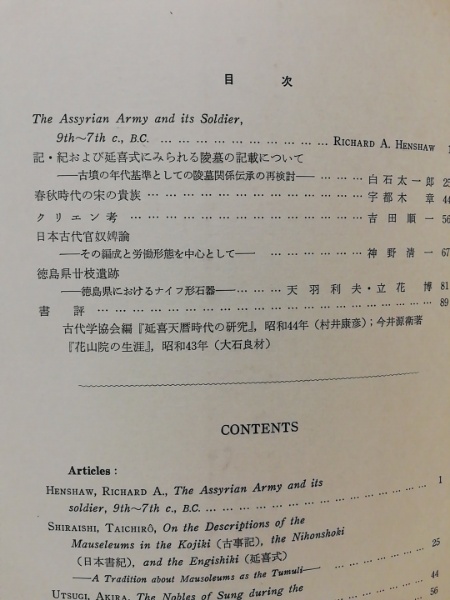 目 次
The Assyrian Army and its Soldier,
9th～7th c., B.C. ........................ RICHARD A. HENSHAW
記・紀および延喜式にみられる陵墓の記載について
――古墳の年代基準としての陵墓関係伝承の再検討――........ 白石太一郎 25
春秋時代の宋の貴族........................ 宇都木 章 44
クリエン考........................ 吉田順一 56
日本古代官奴婢論
――その編成と労働形態を中心として――........ 神野清一 67
徳島県廿枝遺跡
――徳島県におけるナイフ形石器――........ 天羽利夫・立花 博 81
書 評........................ 89
古代学協会編『延喜天暦時代の研究』，昭和44年（村井康彦）；今井源衛著
『花山院の生涯』，昭和43年（大石良材）
CONTENTS
Articles :
HENSHAW, RICHARD A., The Assyrian Army and its
soldier, 9th~7th c., B.C. ........................ 1
SHIRAISHI, TAICHIRÔ, On the Descriptions of the
Mauseleums in the Kojiki (古事記), the Nihonshoki
(日本書紀), and the Engishiki (延喜式)
――A Tradition about Mausoleums as the Tumuli―― ........ 25
UTSUGI, AKIRA, The Nobles of Sung during the 44
56